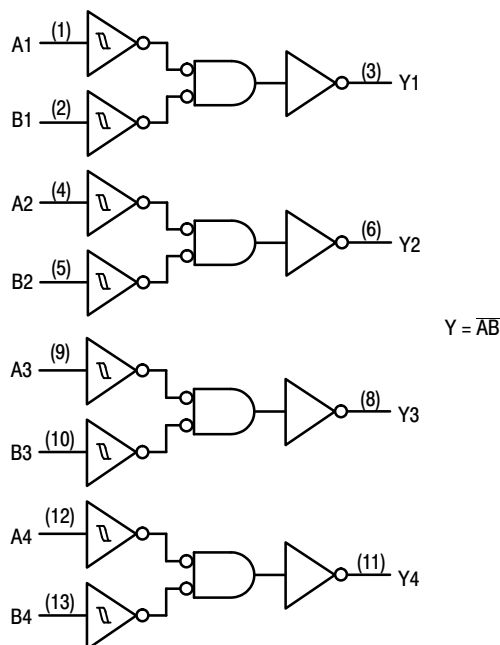 A1 (1)
(3) Y1
B1 (2)
A2 (4)
(6) Y2
B2 (5)
Y = \overline{AB}
A3 (9)
(8) Y3
B3 (10)
A4 (12)
(11) Y4
B4 (13)